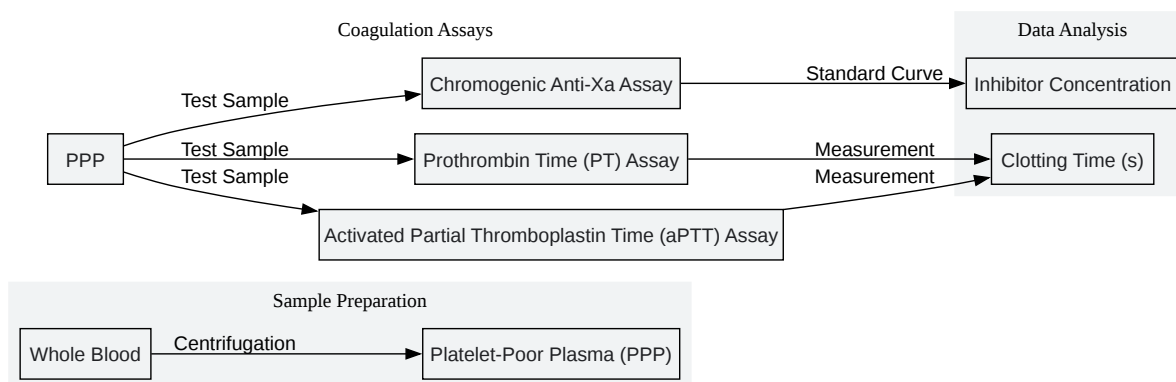 Coagulation Assays
Data Analysis
Chromogenic Anti-Xa Assay
Standard Curve
Inhibitor Concentration
Test Sample
PPP
Test Sample
Prothrombin Time (PT) Assay
Measurement
Clotting Time (s)
Test Sample
Measurement
Activated Partial Thromboplastin Time (aPTT) Assay
Sample Preparation
Whole Blood
Centrifugation
Platelet-Poor Plasma (PPP)